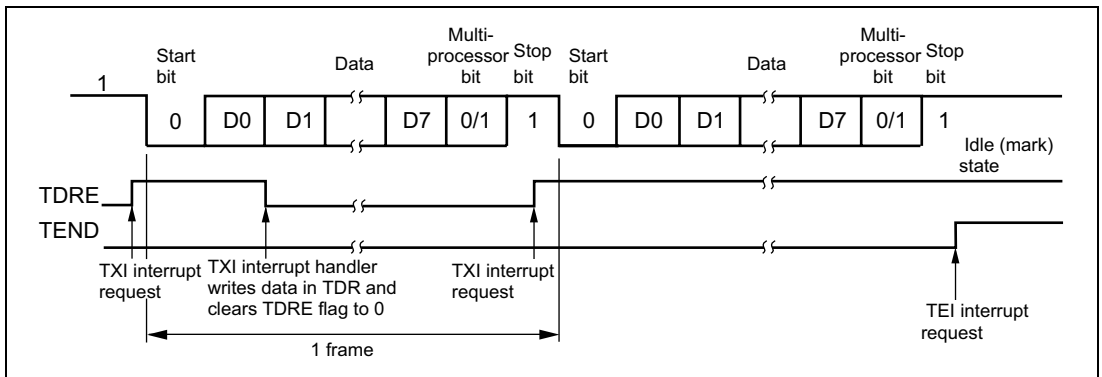 Start
bit
Data
Multi-
processor
bit
Stop
bit
Start
bit
Data
Multi-
processor
bit
Stop
bit
1
0 D0 D1 D7 0/1 1 0 D0 D1 D7 0/1 1
Idle (mark)
state
TDRE
TEND
TXI interrupt
request
TXI interrupt handler
writes data in TDR and
clears TDRE flag to 0
TXI interrupt
request
TEI interrupt
request
1 frame